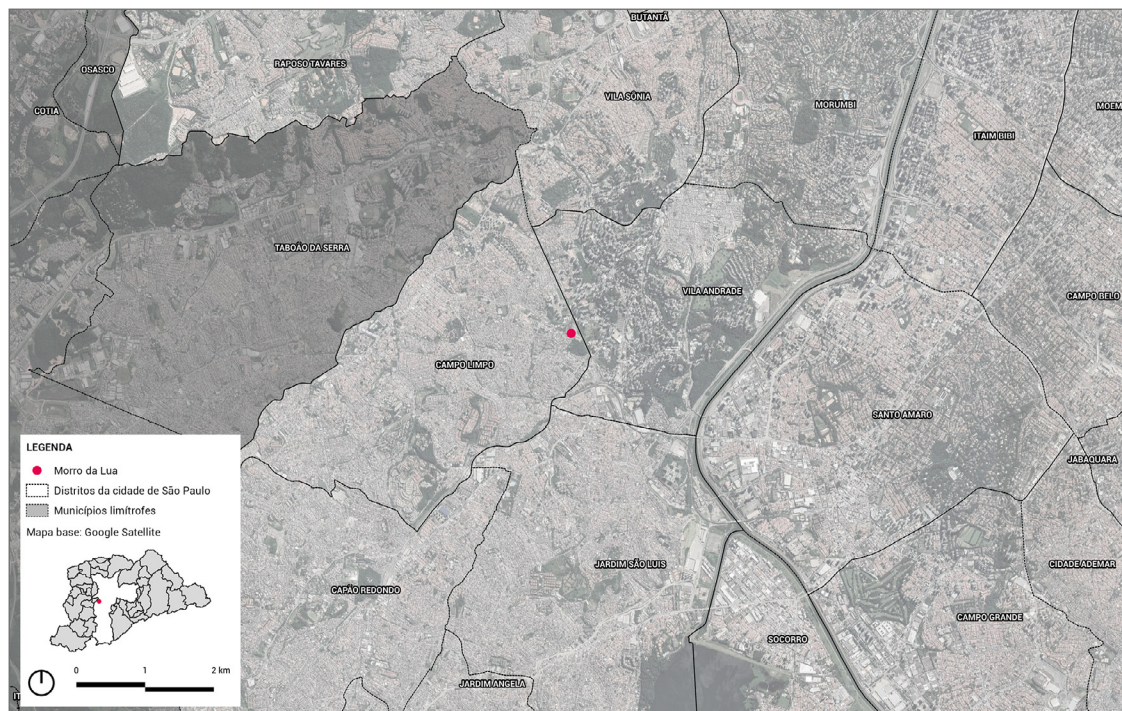 BUTANTÃ
RAPOSO TAVARES
OSASCO
COTIA
VILA SÔNIA
MORUMBI
MOEM
ITAIM BIBI
TABOÃO DA SERRA
VILA ANDRADE
CAMPO BELO
CAMPO LIMPO
SANTO AMARO
JABAQUARA
JARDIM SÃO LUIS
CIDADE ADEMAR
CAPÃO REDONDO
CAMPO GRANDE
SOCORRO
JARDIM ANGELA
LEGENDA
Morro da Lua
Distritos da cidade de São Paulo
Municípios limítrofes
Mapa base: Google Satellite
0 1 2 km
IT